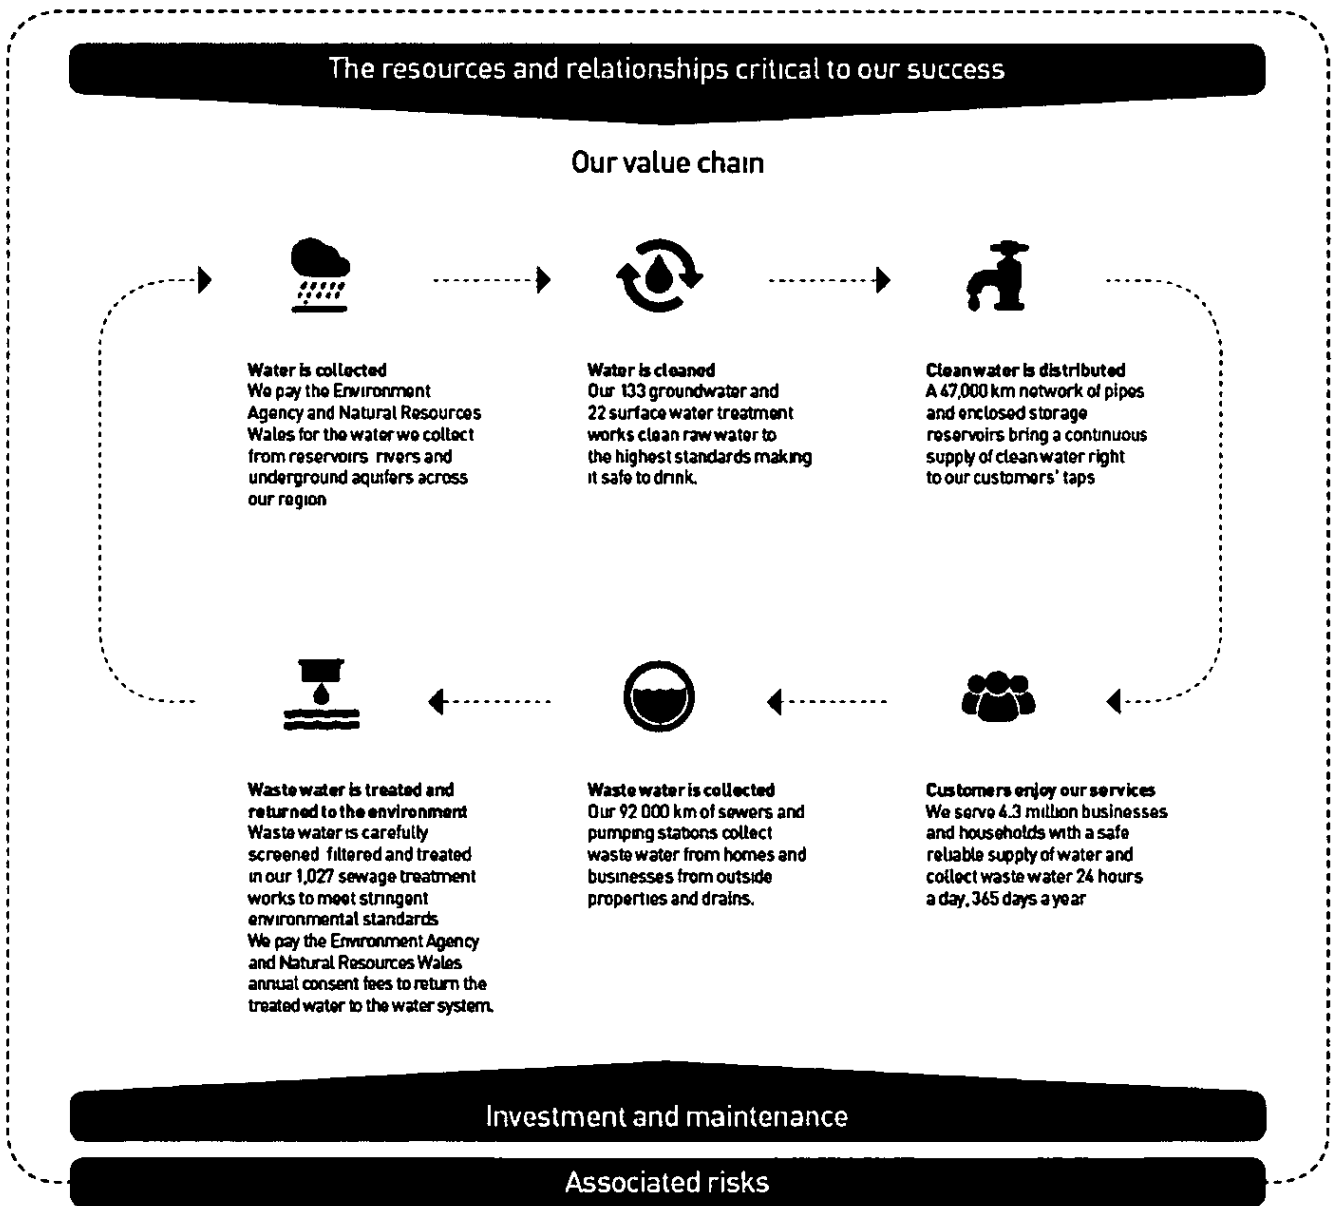 The resources and relationships critical to our success
Our value chain
Water is collected
We pay the Environment
Agency and Natural Resources
Wales for the water we collect
from reservoirs rivers and
underground aquifers across
our region
Water is cleaned
Our 133 groundwater and
22 surface water treatment
works clean raw water to
the highest standards making
it safe to drink.
Clean water is distributed
A 47,000 km network of pipes
and enclosed storage
reservoirs bring a continuous
supply of clean water right
to our customers' taps
Waste water is treated and
returned to the environment
Waste water is carefully
screened filtered and treated
in our 1,027 sewage treatment
works to meet stringent
environmental standards
We pay the Environment Agency
and Natural Resources Wales
annual consent fees to return the
treated water to the water system.
Waste water is collected
Our 92 000 km of sewers and
pumping stations collect
waste water from homes and
businesses from outside
properties and drains.
Customers enjoy our services
We serve 4.3 million businesses
and households with a safe
reliable supply of water and
collect waste water 24 hours
a day, 365 days a year
Investment and maintenance
Associated risks